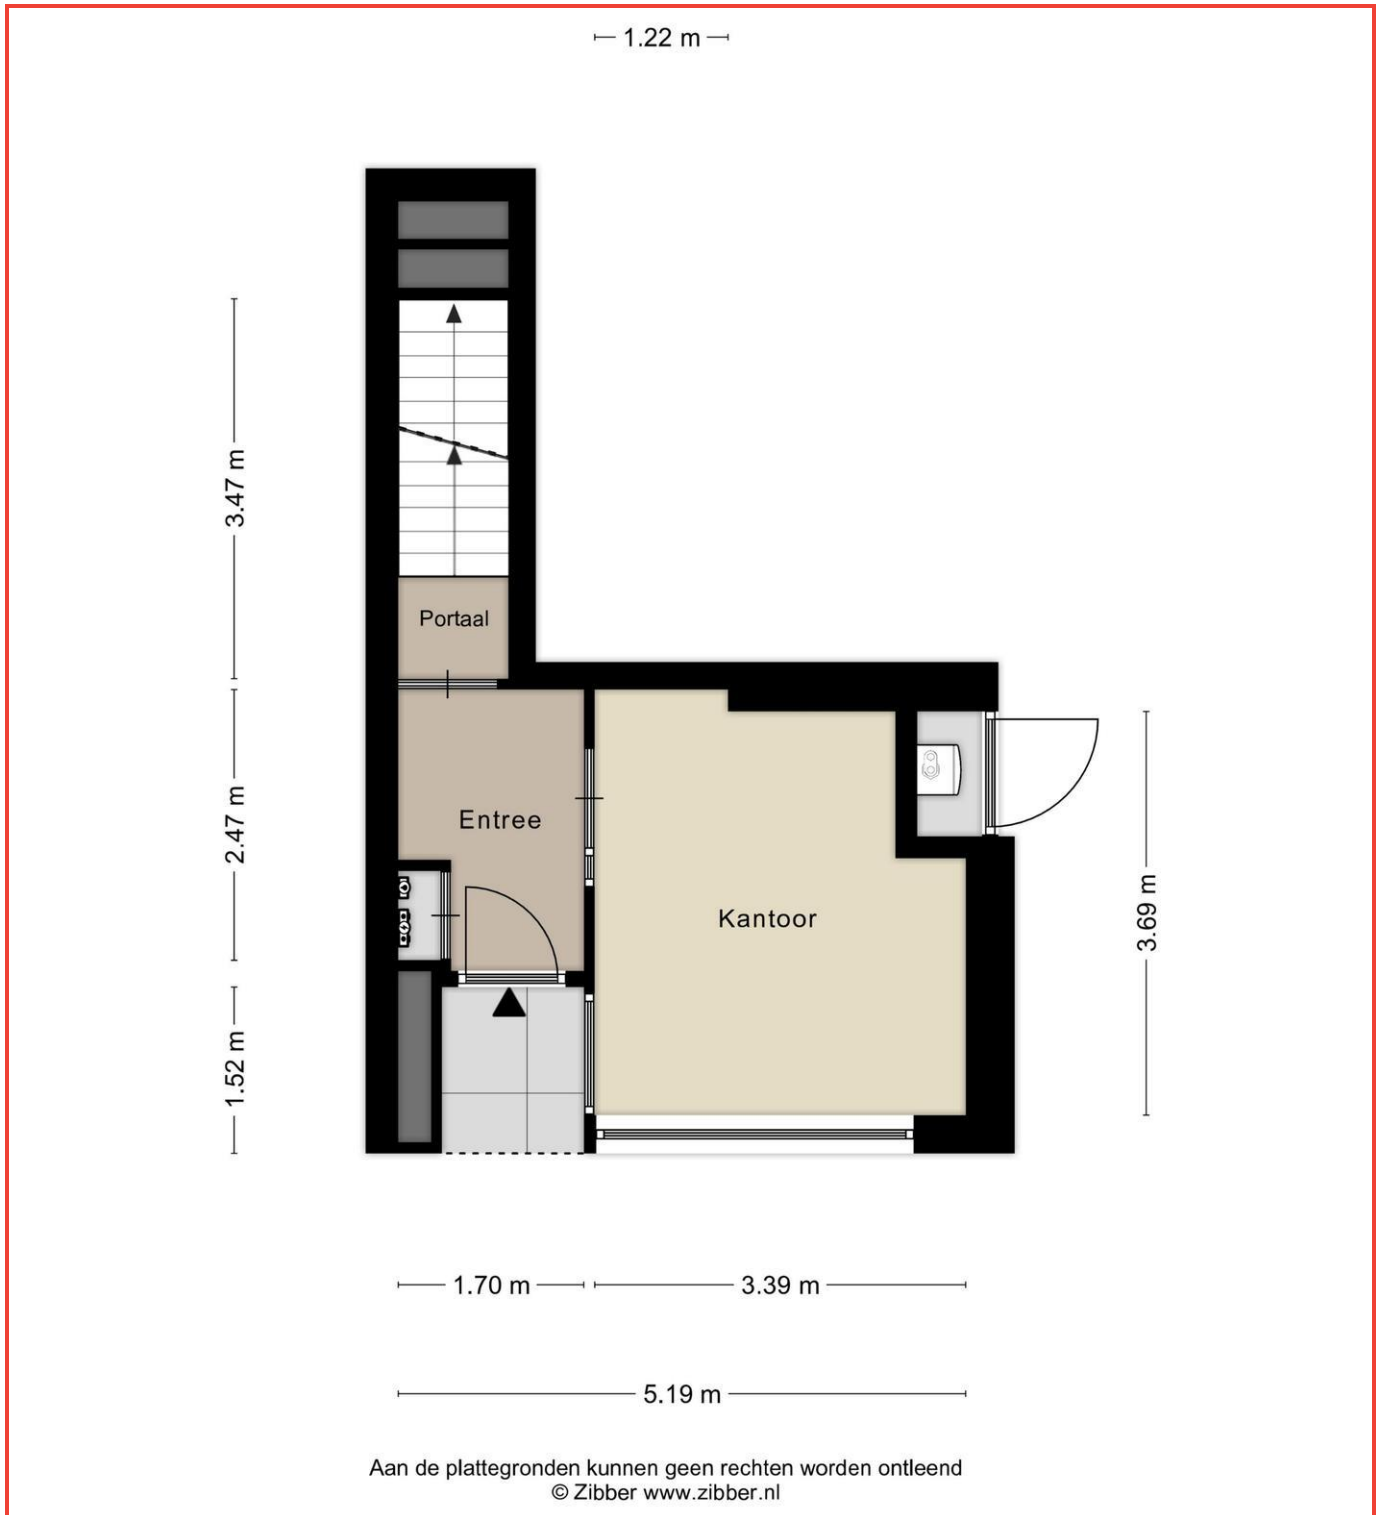 1.22 m
3.47 m
Portaal
2.47 m
Entree
Kantoor
3.69 m
1.52 m
1.70 m
3.39 m
5.19 m
Aan de plattegronden kunnen geen rechten worden ontleend
© Zibber www.zibber.nl